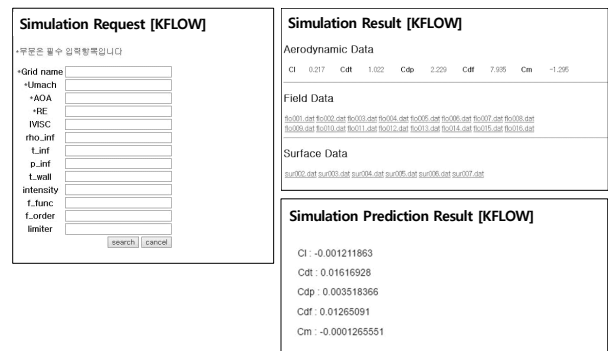 Simulation Request [KFLOW]
*부문은 필수 입력항목입니다
*Grid name
*Umach
*AOA
*RE
IVISC
rho_inf
t_inf
p_inf
t_wall
intensity
f_func
f_order
limiter
search cancel
Simulation Result [KFLOW]
Aerodynamic Data
Cl 0.217 Cdt 1.022 Cdp 2.229 Cdf 7.935 Cm -1.295
Field Data
flo001.dat flo002.dat flo003.dat flo004.dat flo005.dat flo006.dat flo007.dat flo008.dat
flo009.dat flo010.dat flo011.dat flo012.dat flo013.dat flo014.dat flo015.dat flo016.dat
Surface Data
sur002.dat sur003.dat sur004.dat sur005.dat sur006.dat sur007.dat
Simulation Prediction Result [KFLOW]
Cl : -0.001211863
Cdt : 0.01616928
Cdp : 0.003518366
Cdf : 0.01265091
Cm : -0.0001265551